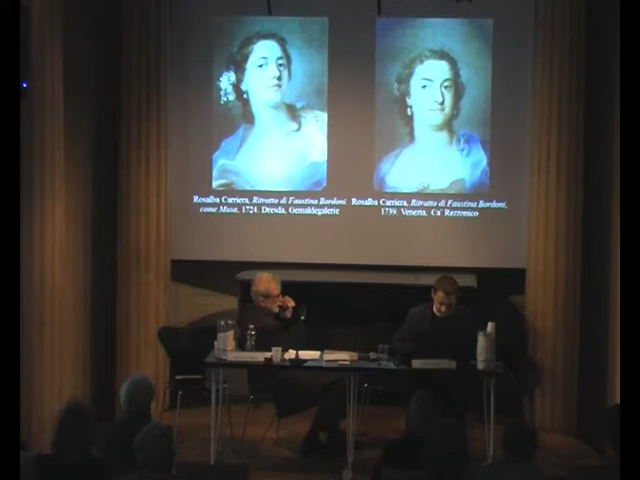 Rosalba Carriera, Ritratto di Faustina Bordoni
come Musa, 1724. Dresda, Gemaldegalerie
Rosalba Carriera, Ritratto di Faustina Bordoni,
1739. Venezia, Ca' Rezzonico